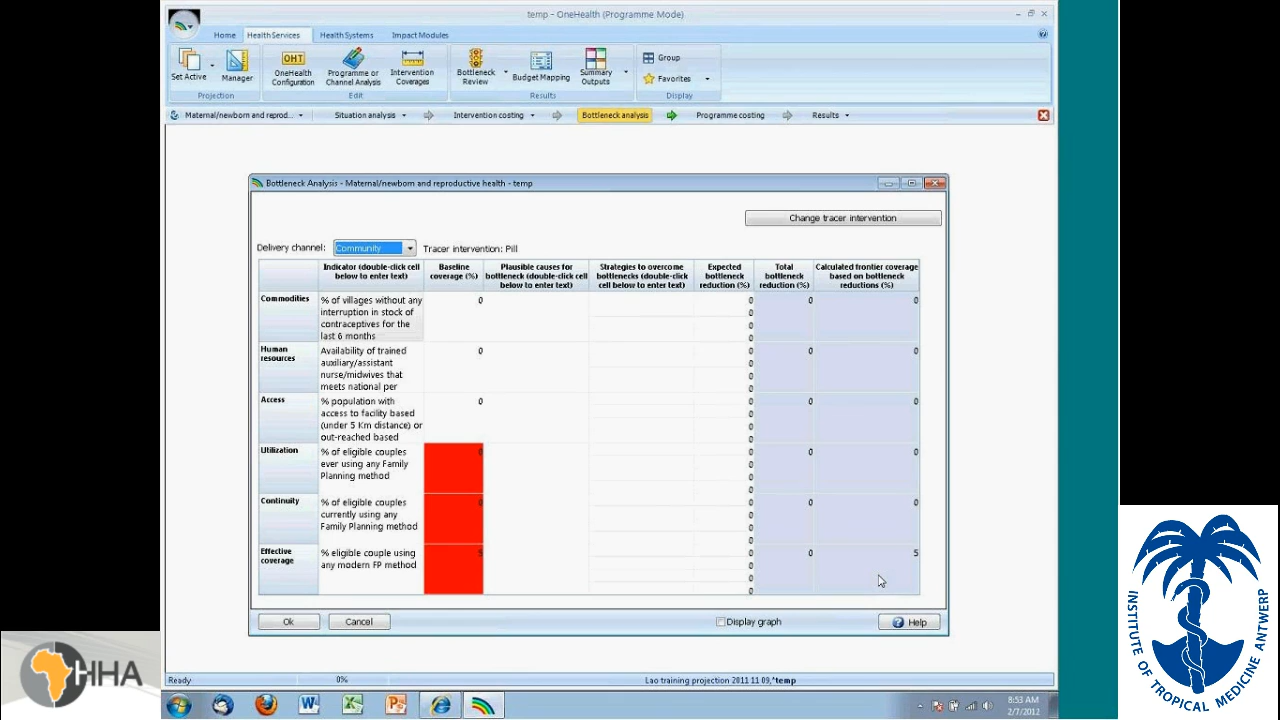 temp - OneHealth (Programme Mode)
Home Health Services Health Systems Impact Modules
Set Active
Manager
OneHealth Configuration
Programme or Channel Analysis
Intervention Coverages
Bottleneck Review
Budget Mapping
Summary Outputs
Group
Favorites
Projection Edit Results Display
Maternal/newborn and reprod... Situation analysis Intervention costing Bottleneck analysis Programme costing Results
Bottleneck Analysis - Maternal/newborn and reproductive health - temp
Change tracer intervention
Delivery channel: Community Tracer intervention: Pill
Indicator (double-click cell below to enter text)
Baseline coverage (%)
Plausible causes for bottleneck (double-click cell below to enter text)
Strategies to overcome bottlenecks (double-click cell below to enter text)
Expected bottleneck reduction (%)
Total bottleneck reduction (%)
Calculated frontier coverage based on bottleneck reductions (%)
Commodities
% of villages without any
interruption in stock of
contraceptives for the
last 6 months
0 0 0 0
0
0
0
Human resources
Availability of trained
auxiliary/assistant
nurse/midwives that
meets national per
0 0 0 0
0
0
0
Access
% population with
access to facility based
(under 5 Km distance) or
out-reached based
0 0 0 0
0
0
0
Utilization
% of eligible couples
ever using any Family
Planning method
0 0 0 0
0
0
0
Continuity
% of eligible couples
currently using any
Family Planning method
0 0 0 0
0
0
0
Effective coverage
% eligible couple using
any modern FP method
5 0 0 5
0
0
0
Ok Cancel Display graph Help
Ready 0% Lao training projection 2011 11 09,*temp
8:53 AM
2/7/2012
HHA
INSTITUTE OF TROPICAL MEDICINE ANTWERP